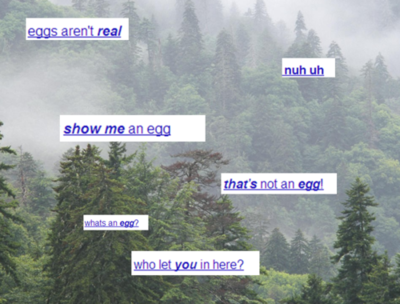 eggs aren't real
nuh uh
show me an egg
that's not an egg!
whats an egg?
who let you in here?